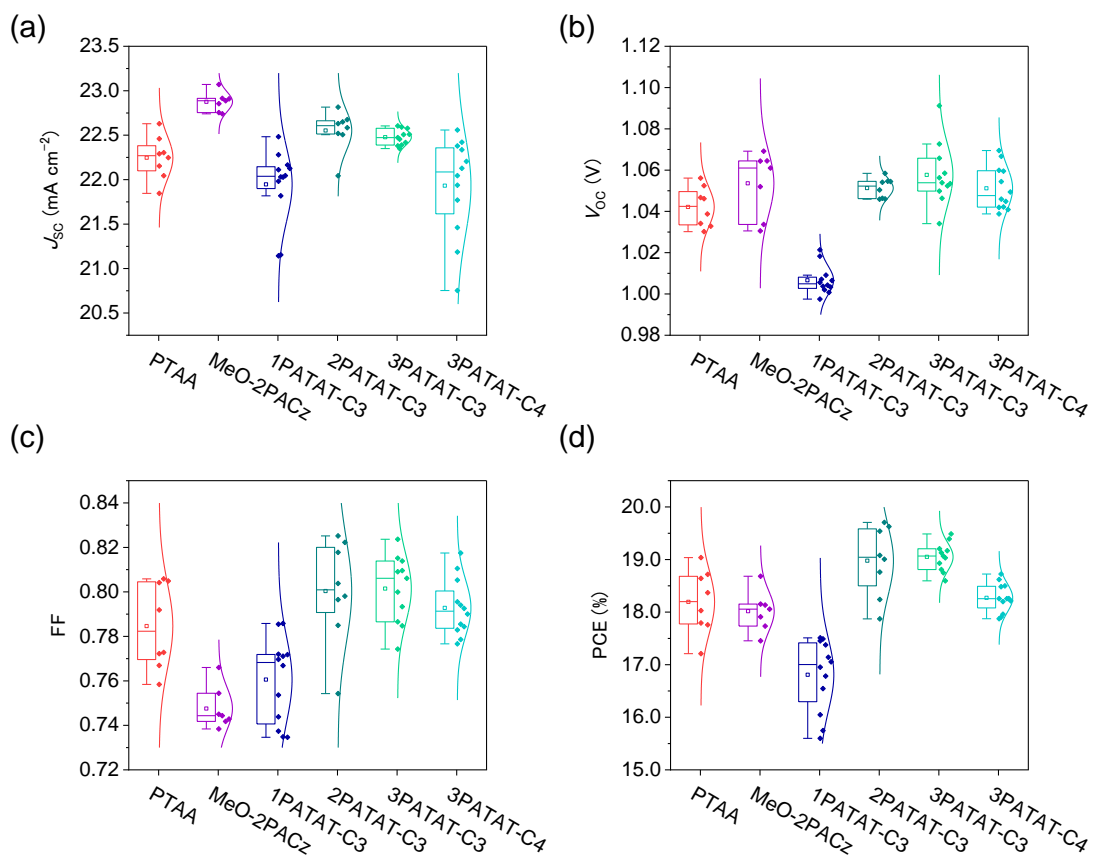 (a)
23.5
23.0
22.5
22.0
21.5
21.0
20.5
J_SC (mA cm⁻²)
PTAA
MeO-2PACz
1PATAT-C3
2PATAT-C3
3PATAT-C3
3PATAT-C4
(b)
1.12
1.10
1.08
1.06
1.04
1.02
1.00
0.98
V_OC (V)
PTAA
MeO-2PACz
1PATAT-C3
2PATAT-C3
3PATAT-C3
3PATAT-C4
(c)
0.84
0.82
0.80
0.78
0.76
0.74
0.72
FF
PTAA
MeO-2PACz
1PATAT-C3
2PATAT-C3
3PATAT-C3
3PATAT-C4
(d)
20.0
19.0
18.0
17.0
16.0
15.0
PCE (%)
PTAA
MeO-2PACz
1PATAT-C3
2PATAT-C3
3PATAT-C3
3PATAT-C4